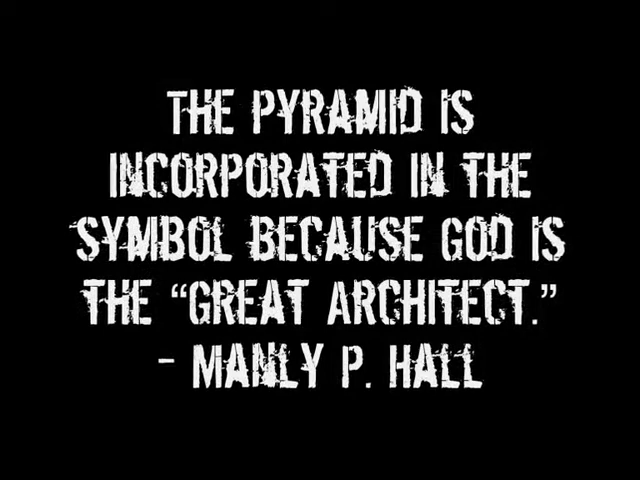 THE PYRAMID IS
INCORPORATED IN THE
SYMBOL BECAUSE GOD IS
THE “GREAT ARCHITECT.”
- MANLY P. HALL